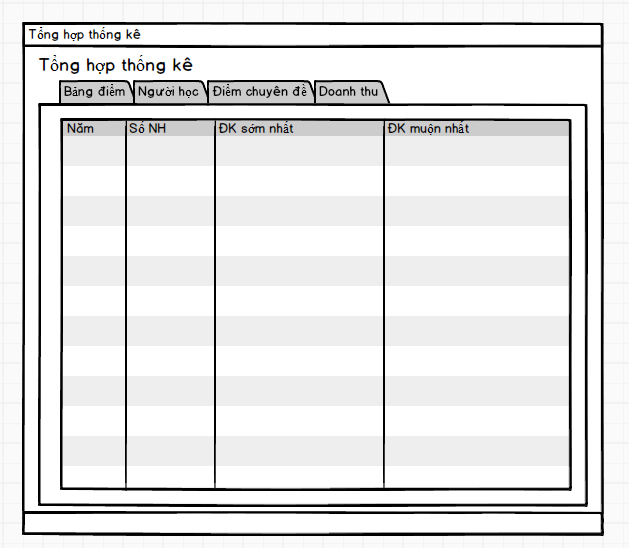 Tổng hợp thống kê
Tổng hợp thống kê
Bảng điểm Người học Điểm chuyên đề Doanh thu
Năm Số NH ĐK sớm nhất ĐK muộn nhất